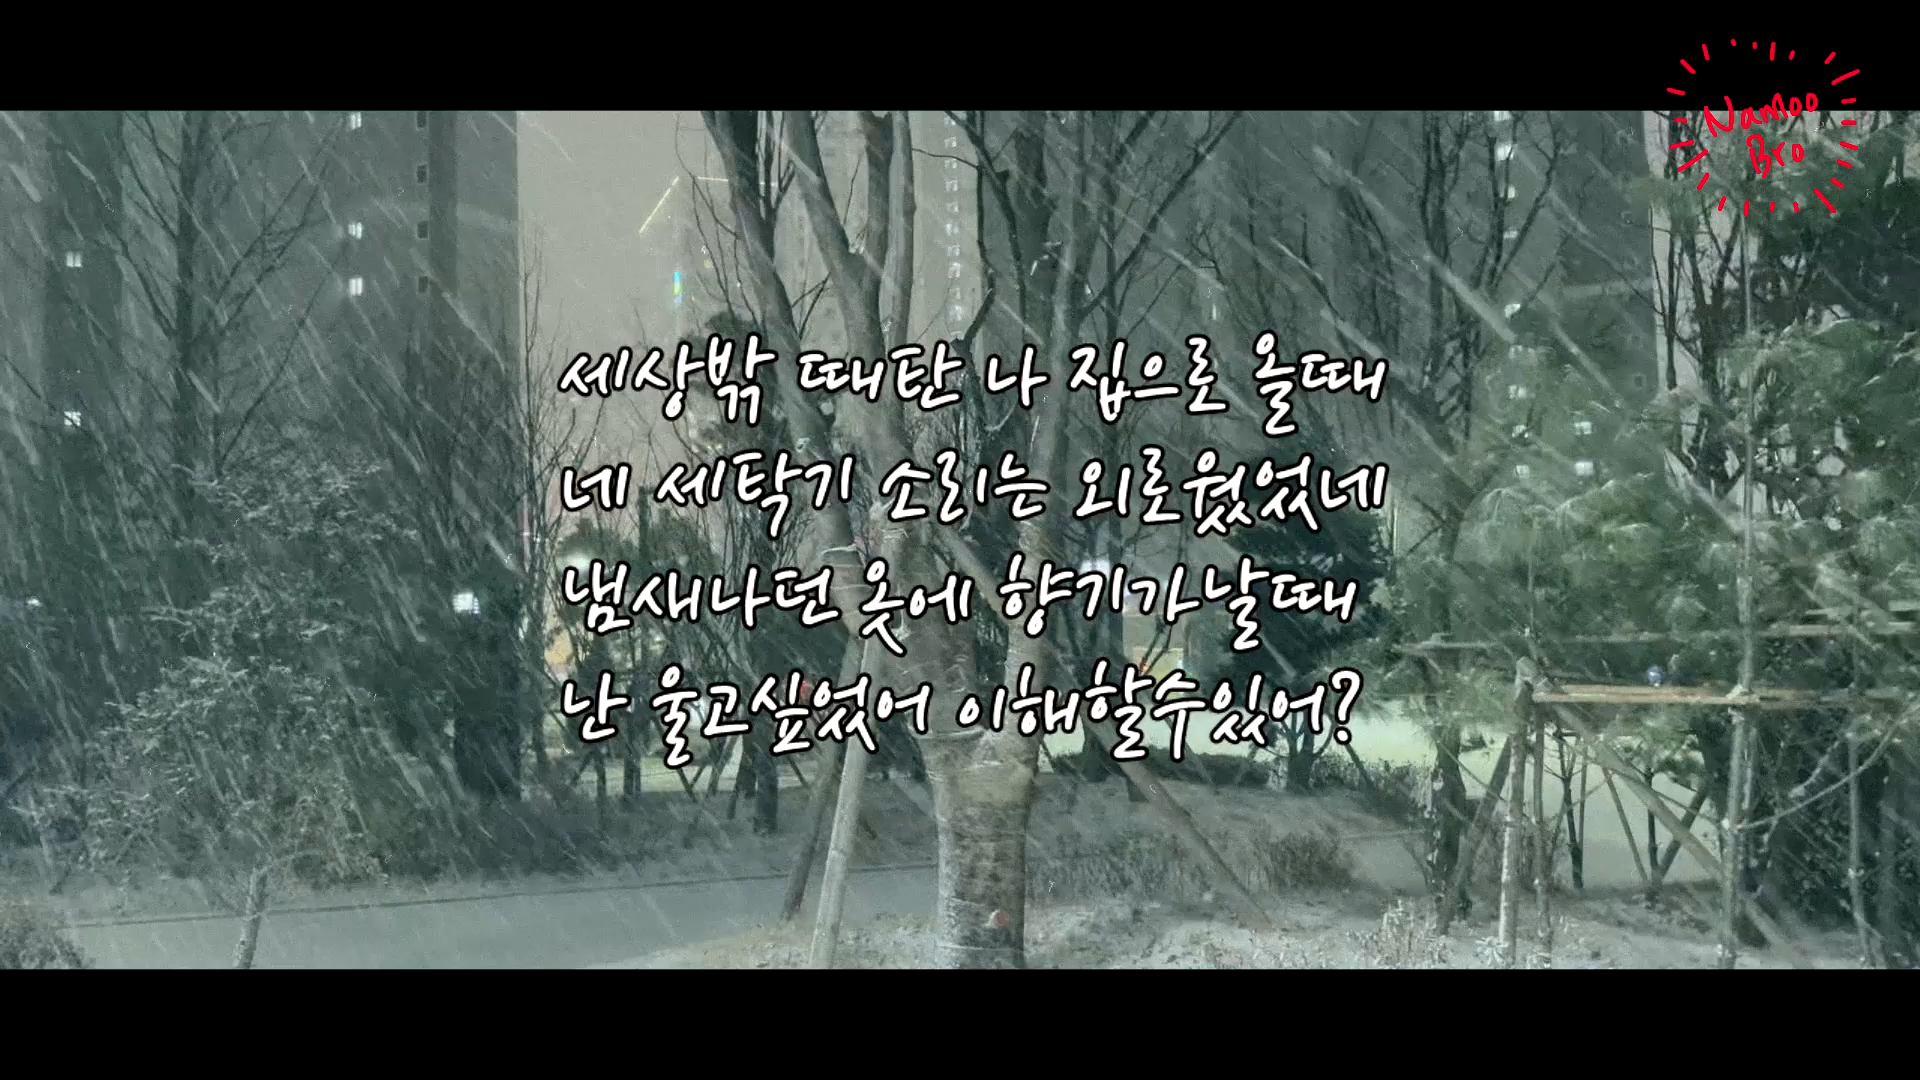 Namoo
Bro
세상밖 때탄 나 집으로 올때
네 세탁기 소리는 외로웠었네
냄새나던 옷에 향기가날때
난 울고싶었어 이해할수있어?